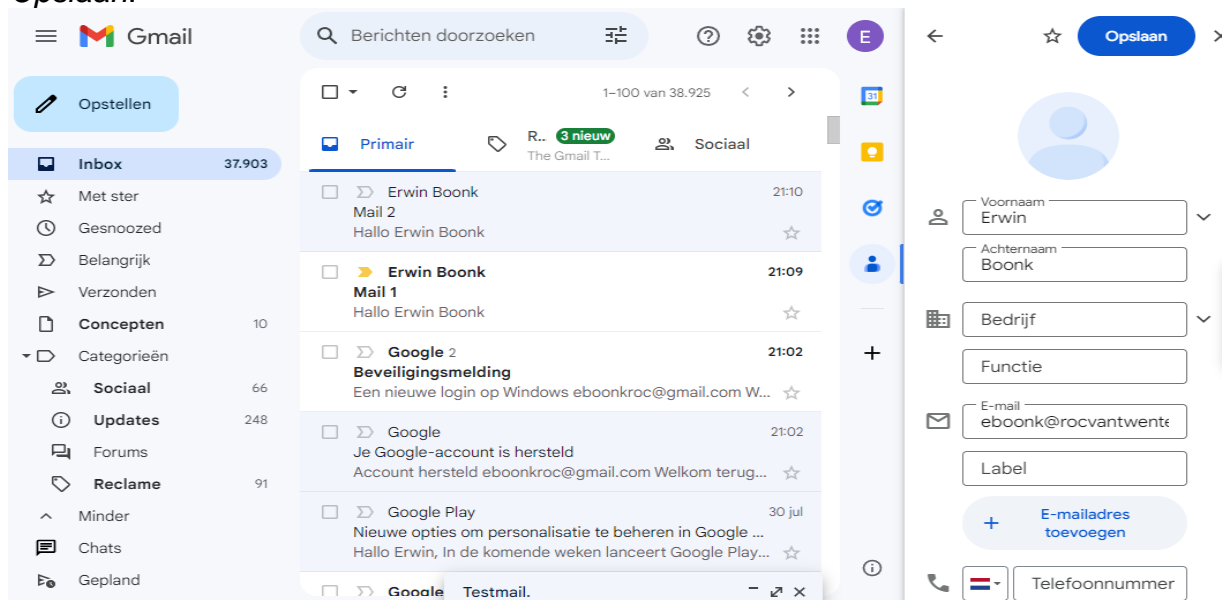 Opslaan.
Gmail
Berichten doorzoeken
E
Opslaan
Opstellen
1–100 van 38.925
31
Primair
R... 3 nieuw
The Gmail T...
Sociaal
Inbox 37.903
Met ster
Gesnoozed
Belangrijk
Verzonden
Concepten 10
Categorieën
Sociaal 66
Updates 248
Forums
Reclame 91
Minder
Chats
Gepland
Erwin Boonk 21:10
Mail 2
Hallo Erwin Boonk
Erwin Boonk 21:09
Mail 1
Hallo Erwin Boonk
Google 2 21:02
Beveiligingsmelding
Een nieuwe login op Windows eboonkroc@gmail.com W...
Google 21:02
Je Google-account is hersteld
Account hersteld eboonkroc@gmail.com Welkom terug...
Google Play 30 jul
Nieuwe opties om personalisatie te beheren in Google ...
Hallo Erwin, In de komende weken lanceert Google Play...
Google
Testmail.
Voornaam
Erwin
Achternaam
Boonk
Bedrijf
Functie
E-mail
eboonk@rocvantwente
Label
E-mailadres
toevoegen
Telefoonnummer